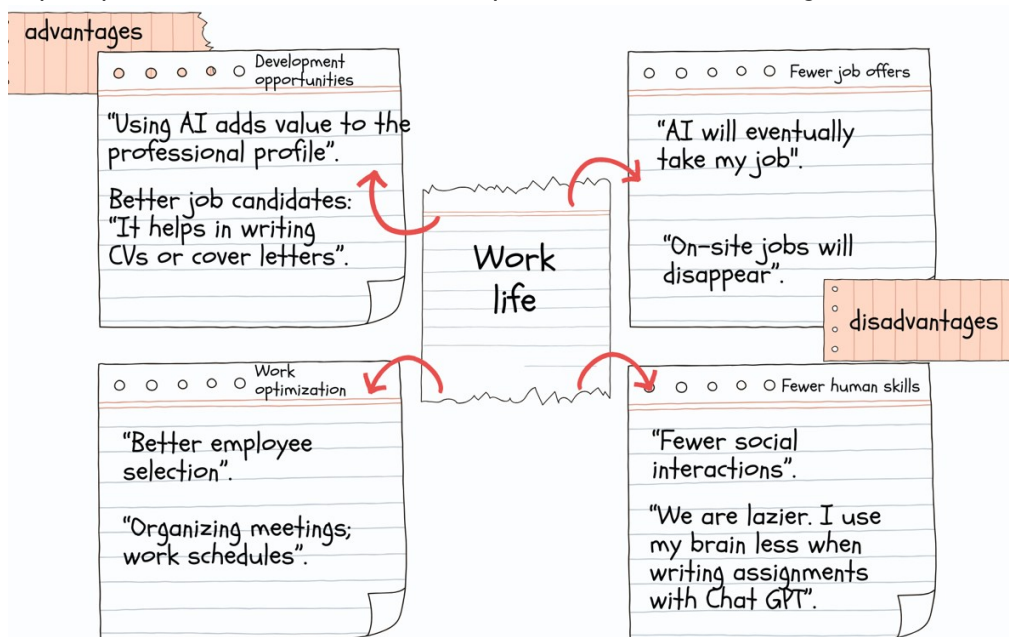 advantages
Development
opportunities
"Using AI adds value to the
professional profile".
Better job candidates:
"It helps in writing
CVs or cover letters".
Fewer job offers
"AI will eventually
take my job".
"On-site jobs will
disappear".
Work
life
disadvantages
Work
optimization
"Better employee
selection".
"Organizing meetings;
work schedules".
Fewer human skills
"Fewer social
interactions".
"We are lazier. I use
my brain less when
writing assignments
with Chat GPT".